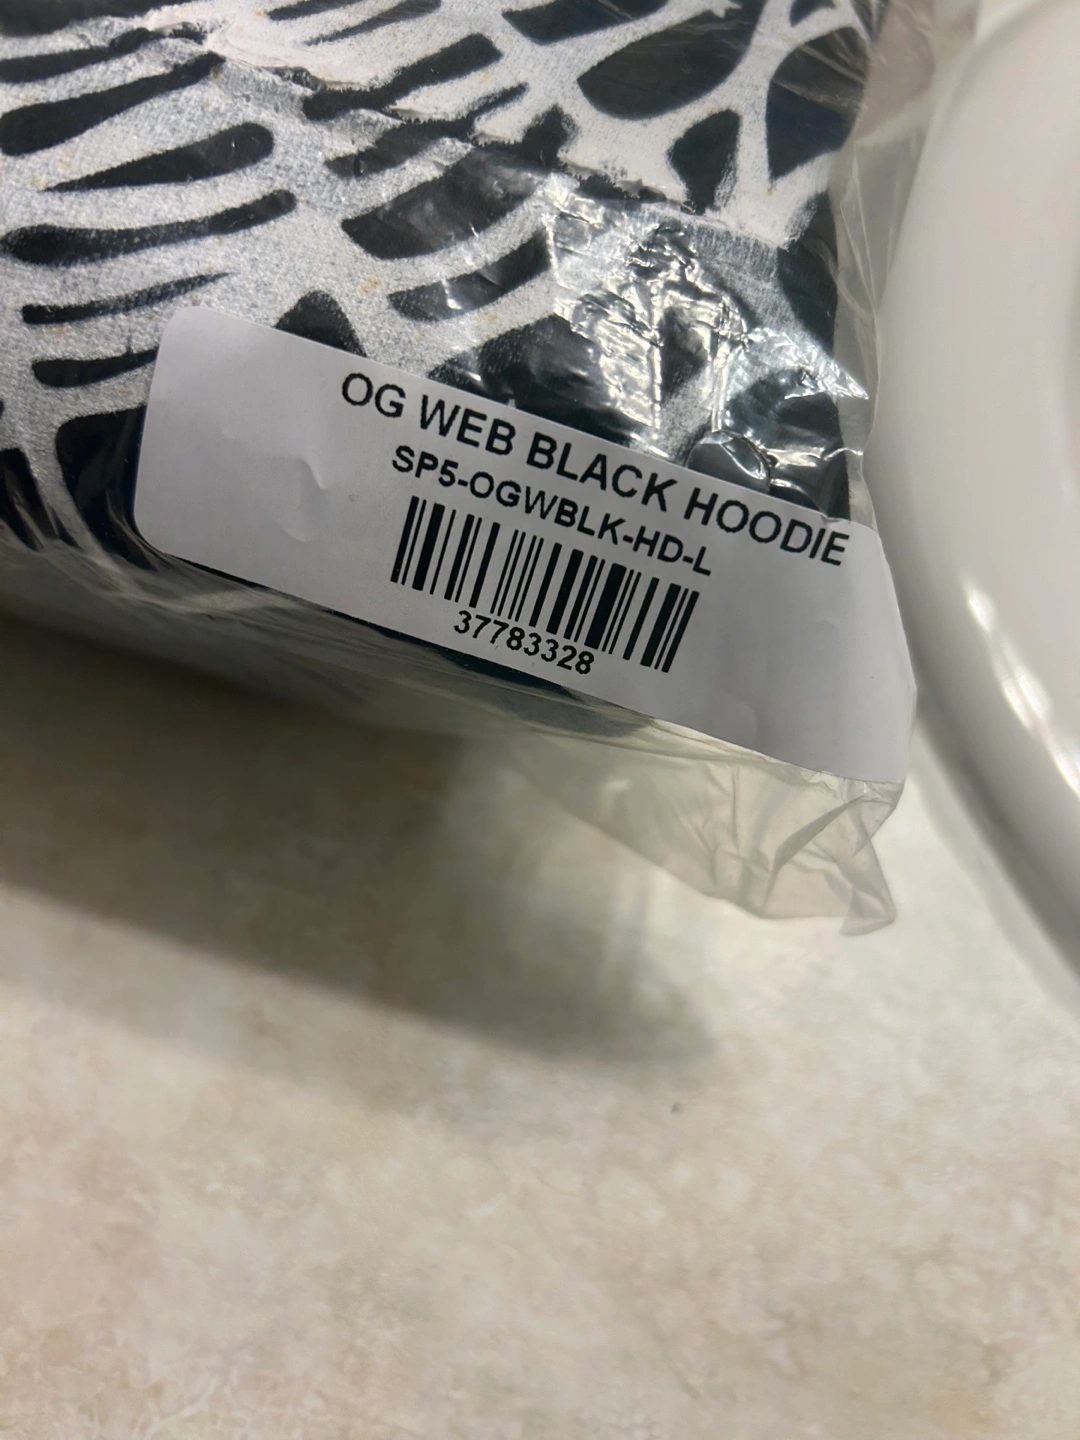 OG WEB BLACK HOODIE
SP5-OGWBLK-HD-L
37783328